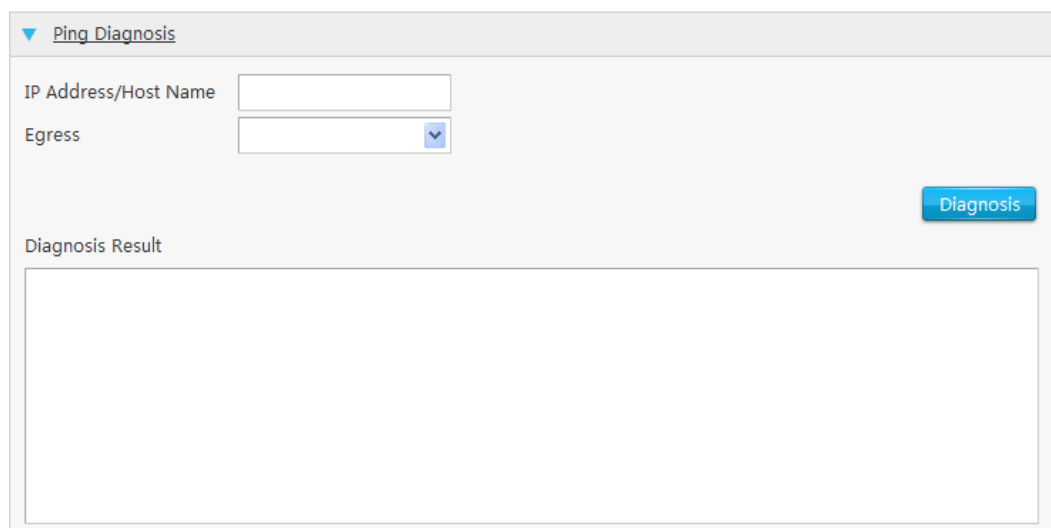 Ping Diagnosis
IP Address/Host Name
Egress
Diagnosis
Diagnosis Result